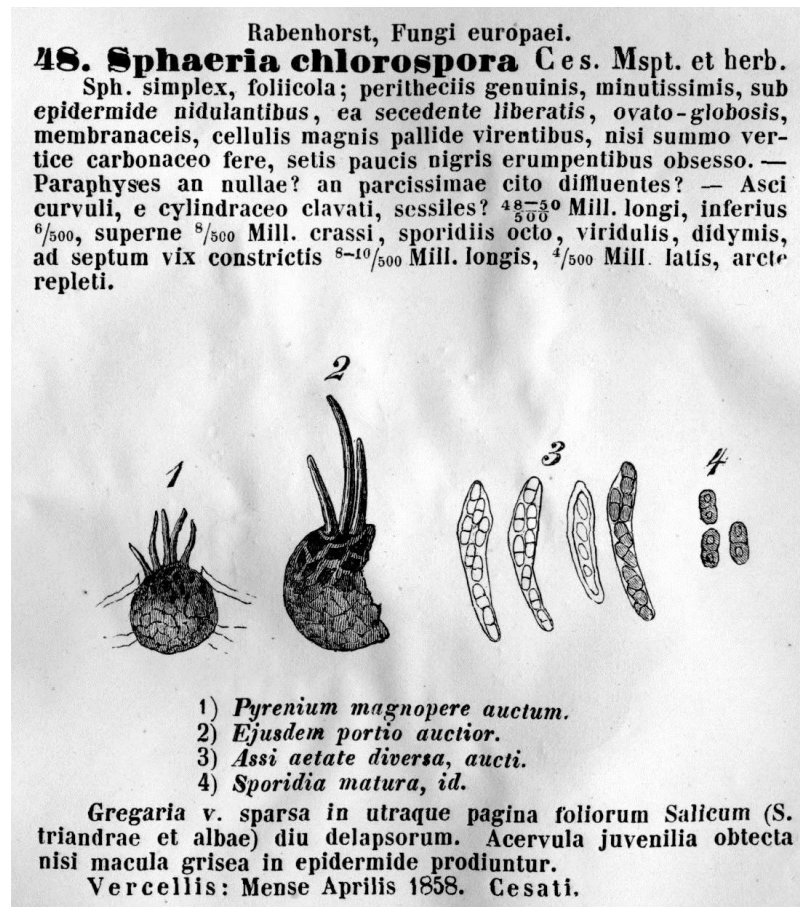 Rabenhorst, Fungi europaei.
48. Sphaeria chlorospora Ces. Mspt. et herb.
Sph. simplex, foliicola; peritheciis genuinis, minutissimis, sub
epidermide nidulantibus, ea secedente liberatis, ovato-globosis,
membranaceis, cellulis magnis pallide virentibus, nisi summo ver-
tice carbonaceo fere, setis paucis nigris erumpentibus obsesso. —
Paraphyses an nullae? an parcissimae cito diffluentes? — Asci
curvuli, e cylindraceo clavati, sessiles? 48–50/500 Mill. longi, inferius
6/500, superne 8/500 Mill. crassi, sporidiis octo, viridulis, didymis,
ad septum vix constrictis 8–10/500 Mill. longis, 4/500 Mill. latis, arcte
repleti.
1 2 3 4
1) Pyrenium magnopere auctum.
2) Ejusdem portio auctior.
3) Assi aetate diversa, aucti.
4) Sporidia matura, id.
Gregaria v. sparsa in utraque pagina foliorum Salicum (S.
triandrae et albae) diu delapsorum. Acervula juvenilia obtecta
nisi macula grisea in epidermide prodiuntur.
Vercellis: Mense Aprilis 1858. Cesati.